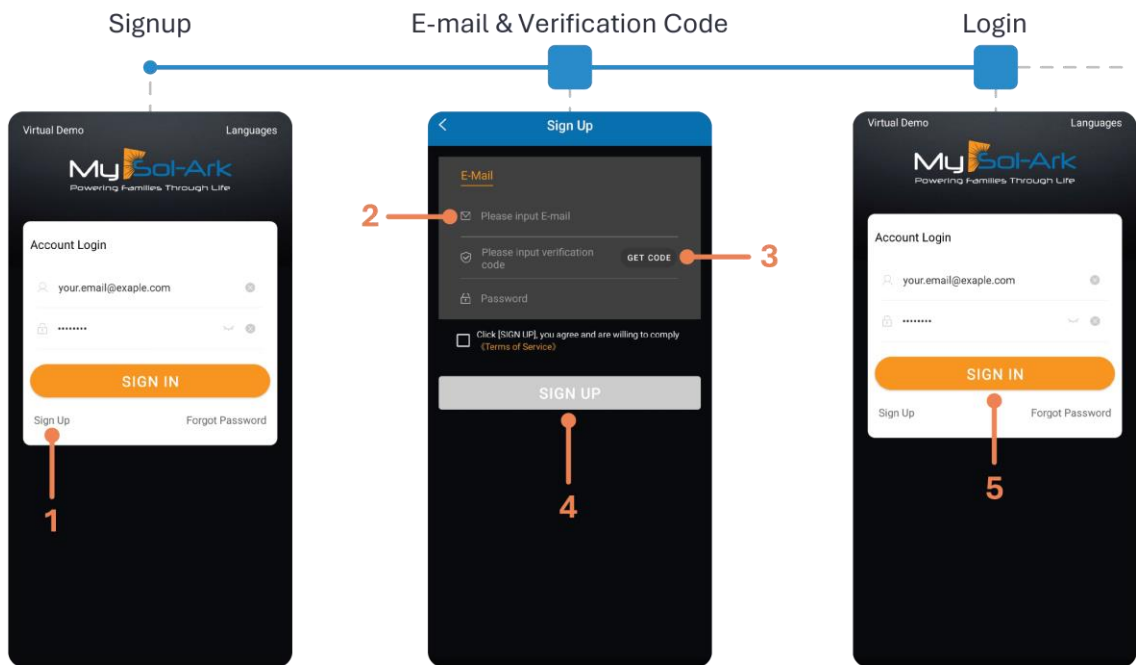 Signup
E-mail & Verification Code
Login
Virtual Demo
Languages
My Sol-Ark
Powering Families Through Life
Account Login
your.email@exaple.com
••••••••
SIGN IN
Sign Up
Forgot Password
1
Sign Up
E-Mail
2
Please input E-mail
Please input verification
code
GET CODE
3
Password
Click [SIGN UP], you agree and are willing to comply
《Terms of Service》
SIGN UP
4
Virtual Demo
Languages
My Sol-Ark
Powering Families Through Life
Account Login
your.email@exaple.com
••••••••
SIGN IN
Sign Up
Forgot Password
5